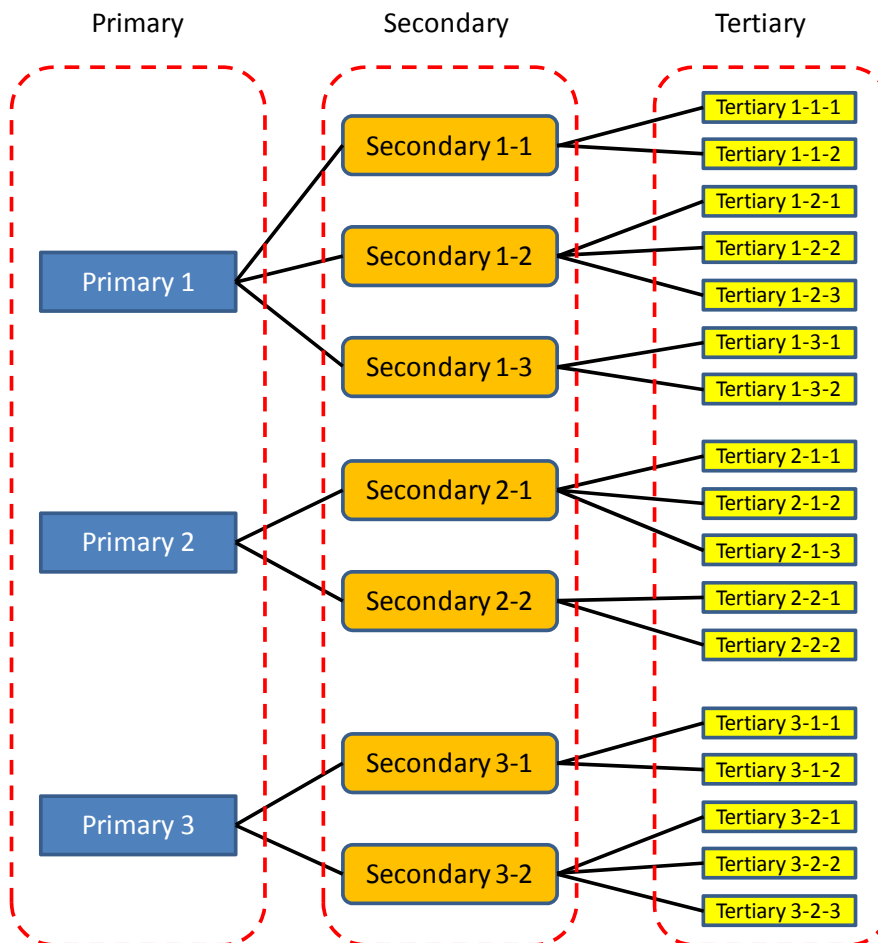 Primary
Secondary
Tertiary
Primary 1
Primary 2
Primary 3
Secondary 1-1
Secondary 1-2
Secondary 1-3
Secondary 2-1
Secondary 2-2
Secondary 3-1
Secondary 3-2
Tertiary 1-1-1
Tertiary 1-1-2
Tertiary 1-2-1
Tertiary 1-2-2
Tertiary 1-2-3
Tertiary 1-3-1
Tertiary 1-3-2
Tertiary 2-1-1
Tertiary 2-1-2
Tertiary 2-1-3
Tertiary 2-2-1
Tertiary 2-2-2
Tertiary 3-1-1
Tertiary 3-1-2
Tertiary 3-2-1
Tertiary 3-2-2
Tertiary 3-2-3